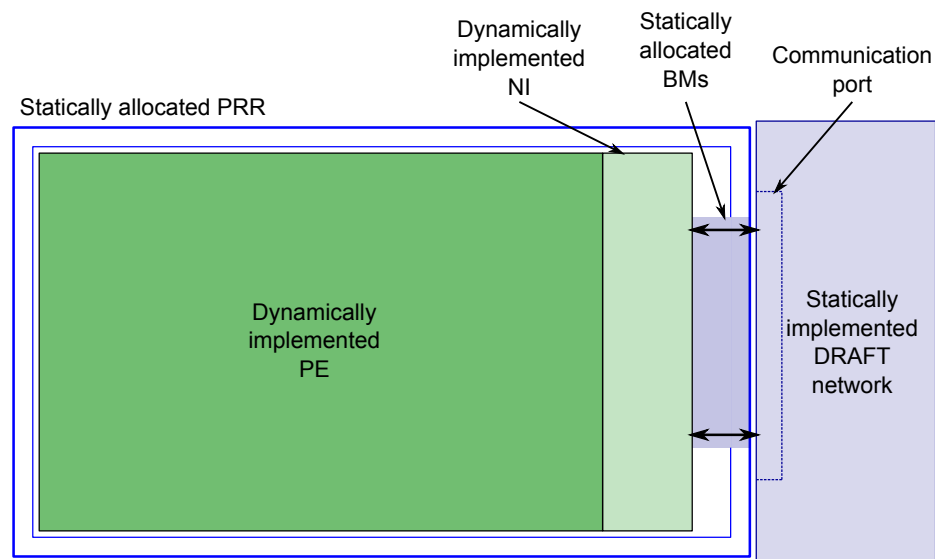 Dynamically
implemented
NI
Statically
allocated
BMs
Communication
port
Statically allocated PRR
Dynamically
implemented
PE
Statically
implemented
DRAFT
network